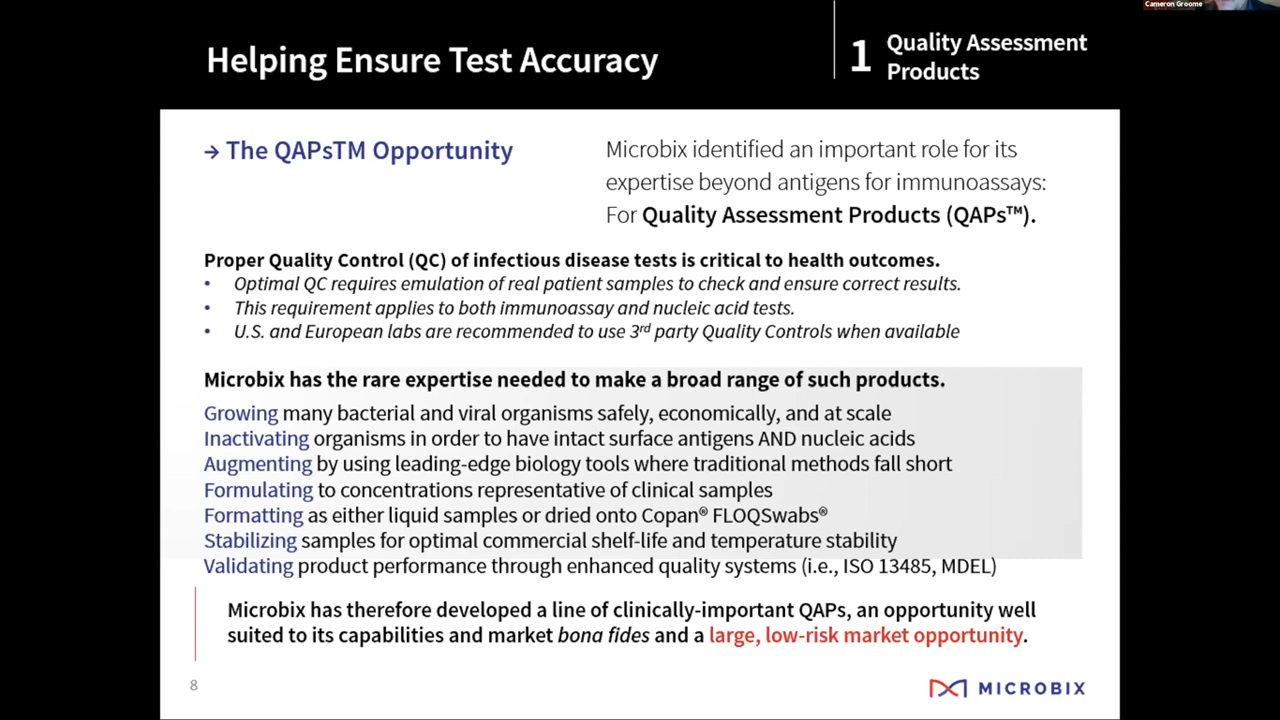 Cameron Groome
Helping Ensure Test Accuracy
1
Quality Assessment
Products
→ The QAPsTM Opportunity
Microbix identified an important role for its
expertise beyond antigens for immunoassays:
For Quality Assessment Products (QAPs™).
Proper Quality Control (QC) of infectious disease tests is critical to health outcomes.
• Optimal QC requires emulation of real patient samples to check and ensure correct results.
• This requirement applies to both immunoassay and nucleic acid tests.
• U.S. and European labs are recommended to use 3rd party Quality Controls when available
Microbix has the rare expertise needed to make a broad range of such products.
Growing many bacterial and viral organisms safely, economically, and at scale
Inactivating organisms in order to have intact surface antigens AND nucleic acids
Augmenting by using leading-edge biology tools where traditional methods fall short
Formulating to concentrations representative of clinical samples
Formatting as either liquid samples or dried onto Copan® FLOQSwabs®
Stabilizing samples for optimal commercial shelf-life and temperature stability
Validating product performance through enhanced quality systems (i.e., ISO 13485, MDEL)
Microbix has therefore developed a line of clinically-important QAPs, an opportunity well
suited to its capabilities and market bona fides and a large, low-risk market opportunity.
8
MICROBIX